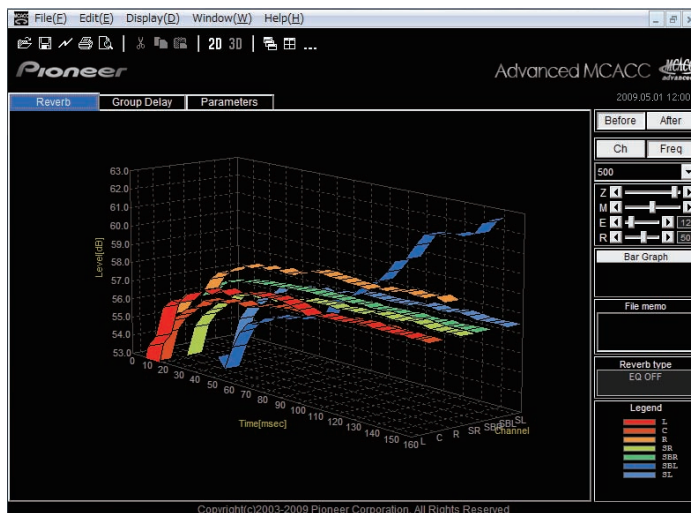 File(F) Edit(E) Display(D) Window(W) Help(H)
2D 3D ...
Pioneer
Advanced MCACC MCACC advanced
Reverb Group Delay Parameters
2009.05.01 12:00
Before After
Ch Freq
500
Z
M
E 12
R 50
Bar Graph
File memo
Reverb type
EQ OFF
Legend
L
C
R
SR
SBR
SBL
SL
Level[dB]
63.0
62.0
61.0
60.0
59.0
58.0
57.0
56.0
55.0
54.0
53.0
0 10 20 30 40 50 60 70 80 90 100 110 120 130 140 150 160
Time[msec]
L C R SR SBR SBL SL
Channel
Copyright(c)2003-2009 Pioneer Corporation. All Rights Reserved